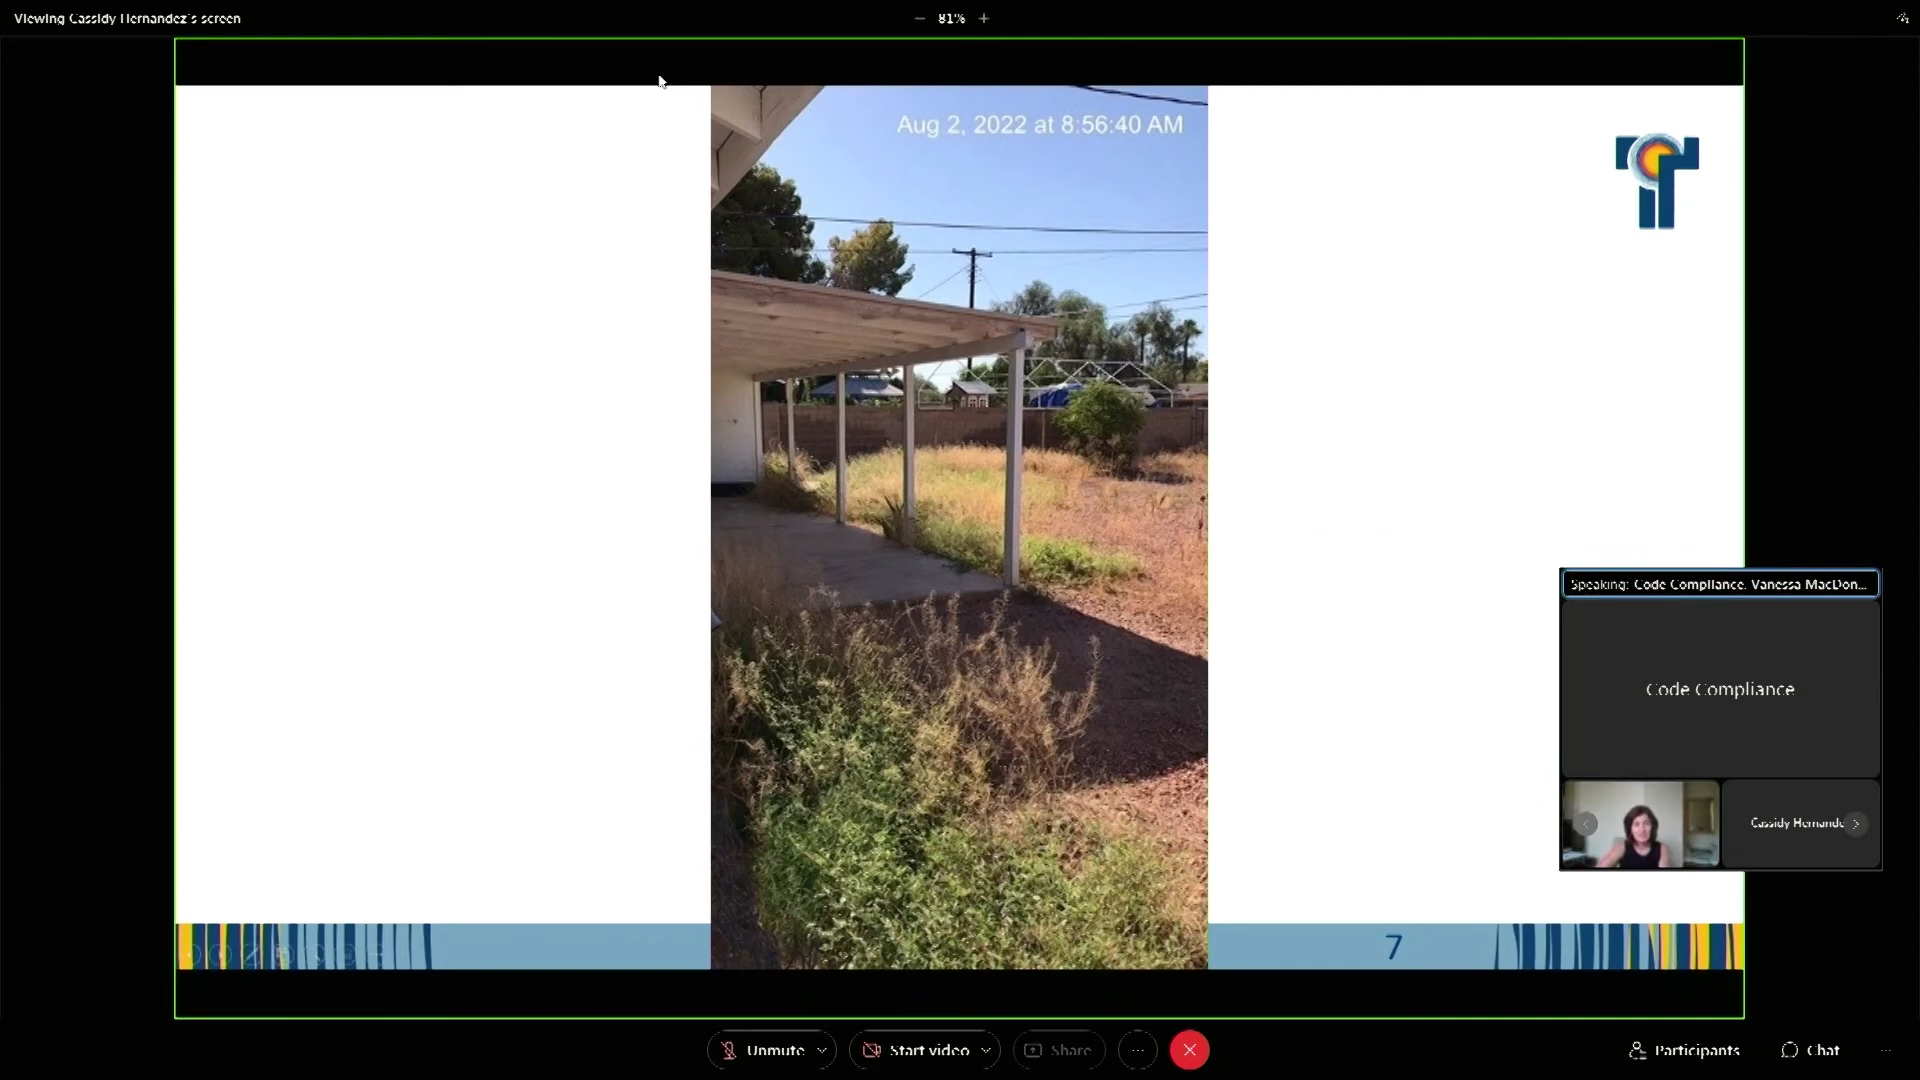 Viewing Cassidy Hernandez's screen
81%
Aug 2, 2022 at 8:56:40 AM
Speaking: Code Compliance, Vanessa MacDon...
Code Compliance
Cassidy Hernande
7
Unmute
Start video
Share
Participants
Chat